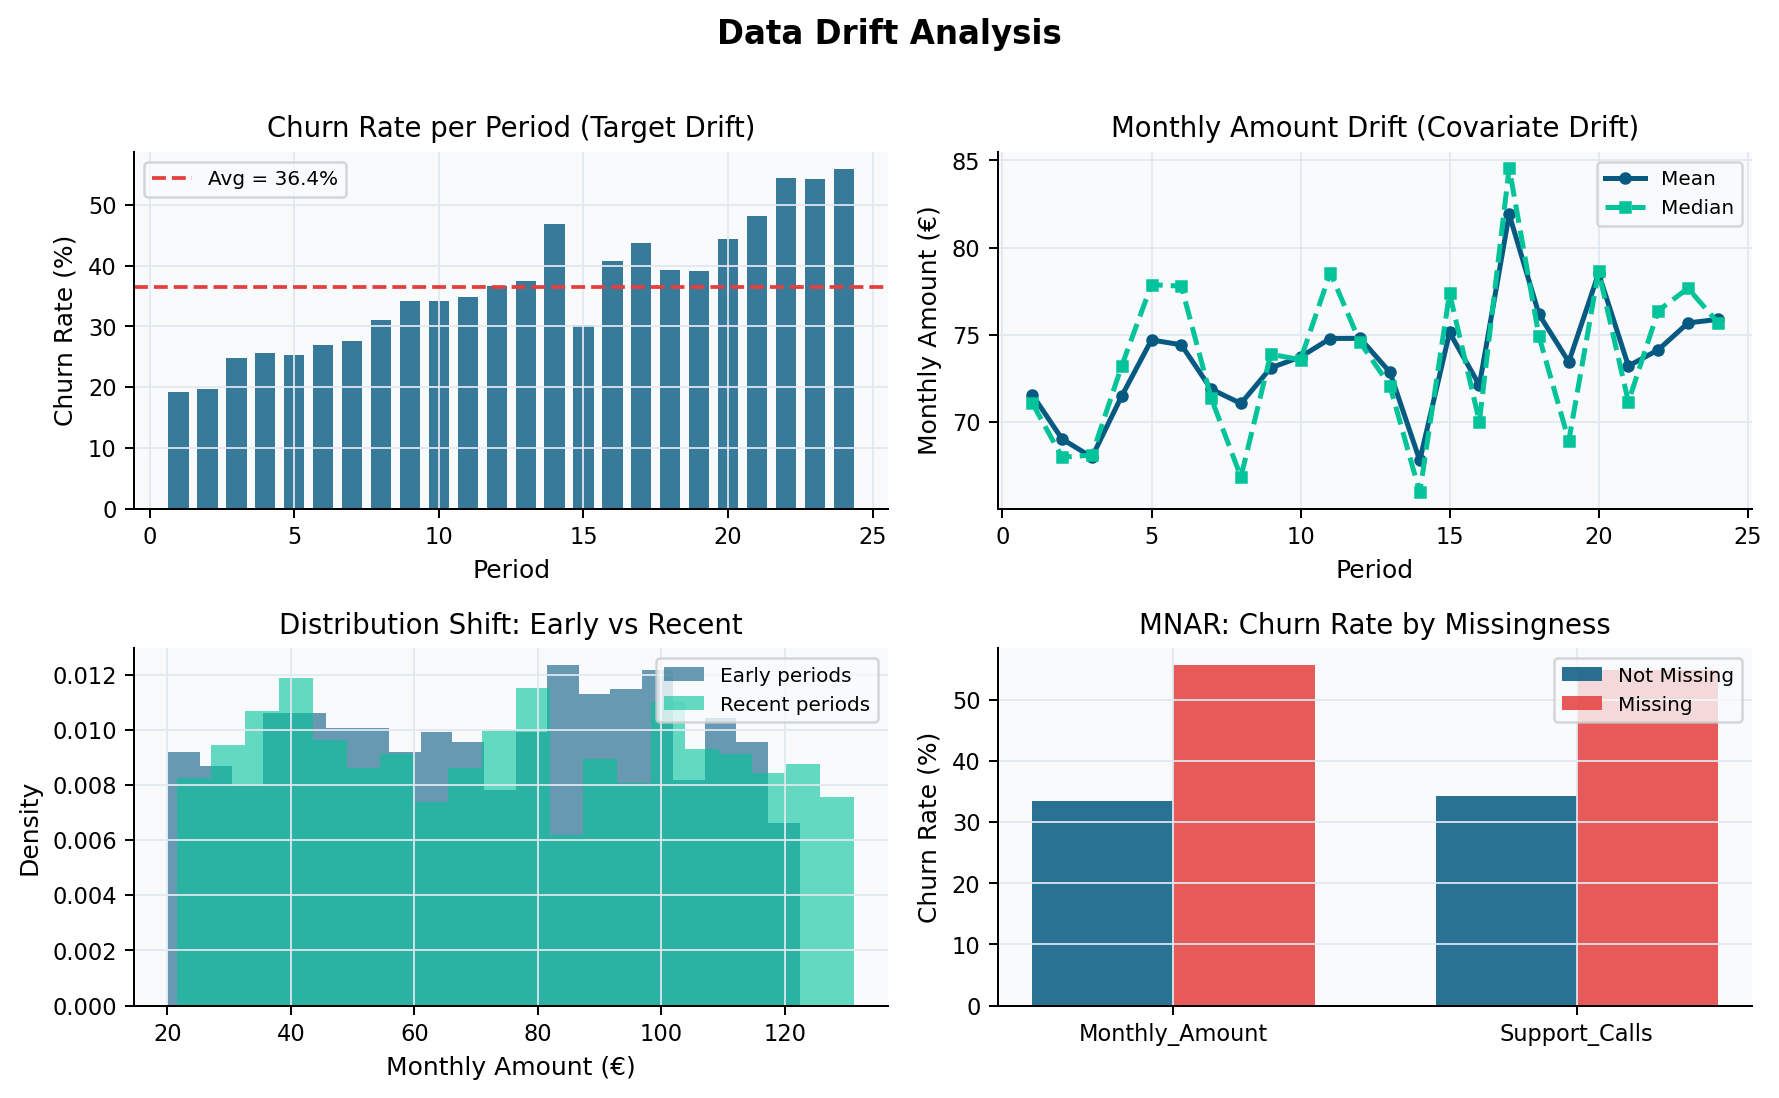 Data Drift Analysis
Churn Rate per Period (Target Drift)
Avg = 36.4%
Churn Rate (%)
50
40
30
20
10
0
0 5 10 15 20 25
Period
Monthly Amount Drift (Covariate Drift)
Mean
Median
Monthly Amount (€)
85
80
75
70
0 5 10 15 20 25
Period
Distribution Shift: Early vs Recent
Early periods
Recent periods
Density
0.012
0.010
0.008
0.006
0.004
0.002
0.000
20 40 60 80 100 120
Monthly Amount (€)
MNAR: Churn Rate by Missingness
Not Missing
Missing
Churn Rate (%)
50
40
30
20
10
0
Monthly_Amount Support_Calls